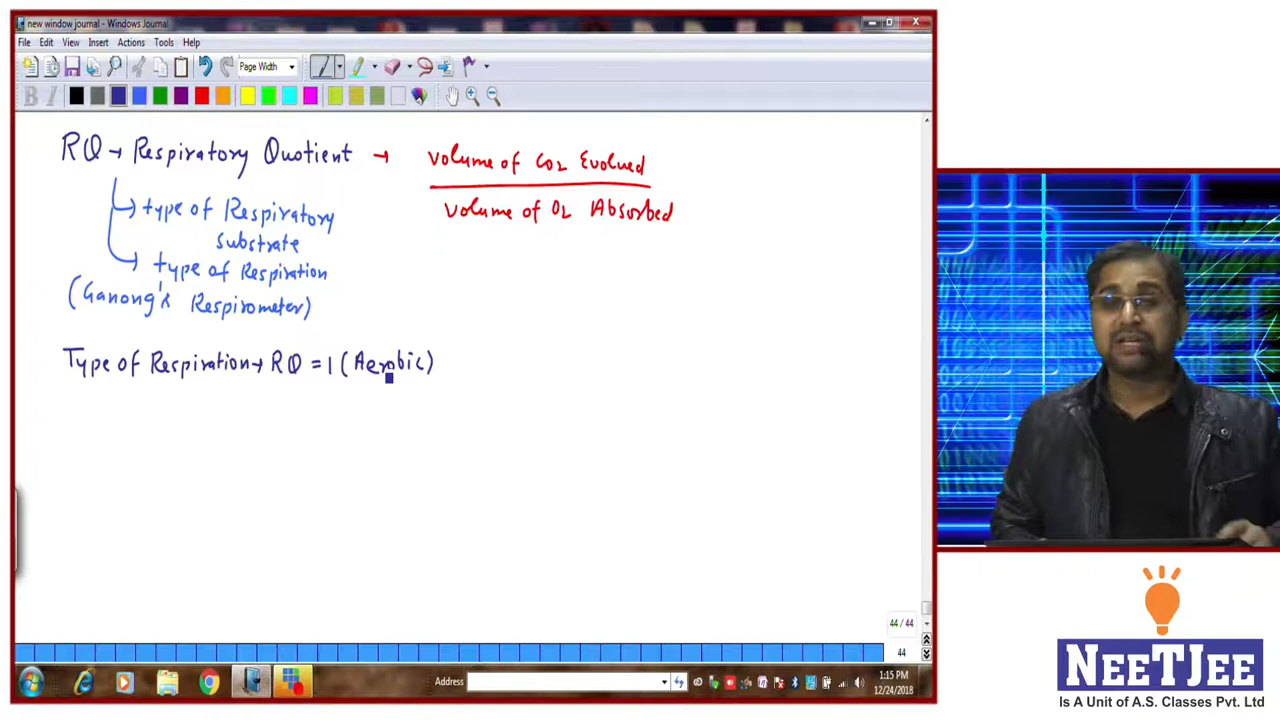 new window journal - Windows Journal
File Edit View Insert Actions Tools Help
Page Width
B I
RQ → Respiratory Quotient → Volume of CO2 Evolved
Volume of O2 Absorbed
type of Respiratory
substrate
type of Respiration
(Ganong's Respirometer)
Type of Respiration → RQ = 1 (Aerobic)
44 / 44
44
Address
1:15 PM
12/24/2018
NEETJEE
Is A Unit of A.S. Classes Pvt. Ltd